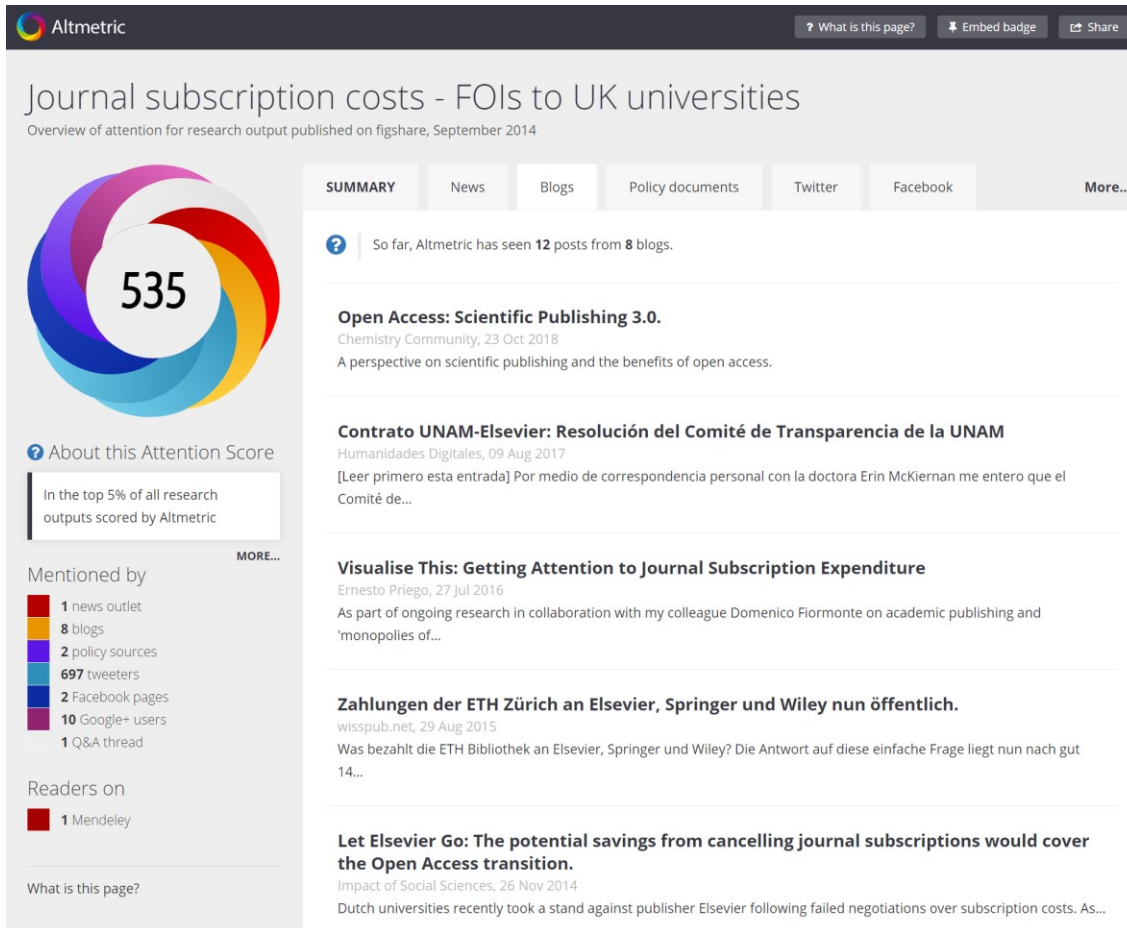 Altmetric
? What is this page?
Embed badge
Share
Journal subscription costs - FOIs to UK universities
Overview of attention for research output published on figshare, September 2014
535
? About this Attention Score
In the top 5% of all research
outputs scored by Altmetric
MORE...
Mentioned by
1 news outlet
8 blogs
2 policy sources
697 tweeters
2 Facebook pages
10 Google+ users
1 Q&A thread
Readers on
1 Mendeley
What is this page?
SUMMARY News Blogs Policy documents Twitter Facebook More..
? So far, Altmetric has seen 12 posts from 8 blogs.
Open Access: Scientific Publishing 3.0.
Chemistry Community, 23 Oct 2018
A perspective on scientific publishing and the benefits of open access.
Contrato UNAM-Elsevier: Resolución del Comité de Transparencia de la UNAM
Humanidades Digitales, 09 Aug 2017
[Leer primero esta entrada] Por medio de correspondencia personal con la doctora Erin McKiernan me entero que el
Comité de...
Visualise This: Getting Attention to Journal Subscription Expenditure
Ernesto Priego, 27 Jul 2016
As part of ongoing research in collaboration with my colleague Domenico Fiormonte on academic publishing and
'monopolies of...
Zahlungen der ETH Zürich an Elsevier, Springer und Wiley nun öffentlich.
wisspub.net, 29 Aug 2015
Was bezahlt die ETH Bibliothek an Elsevier, Springer und Wiley? Die Antwort auf diese einfache Frage liegt nun nach gut
14...
Let Elsevier Go: The potential savings from cancelling journal subscriptions would cover
the Open Access transition.
Impact of Social Sciences, 26 Nov 2014
Dutch universities recently took a stand against publisher Elsevier following failed negotiations over subscription costs. As...